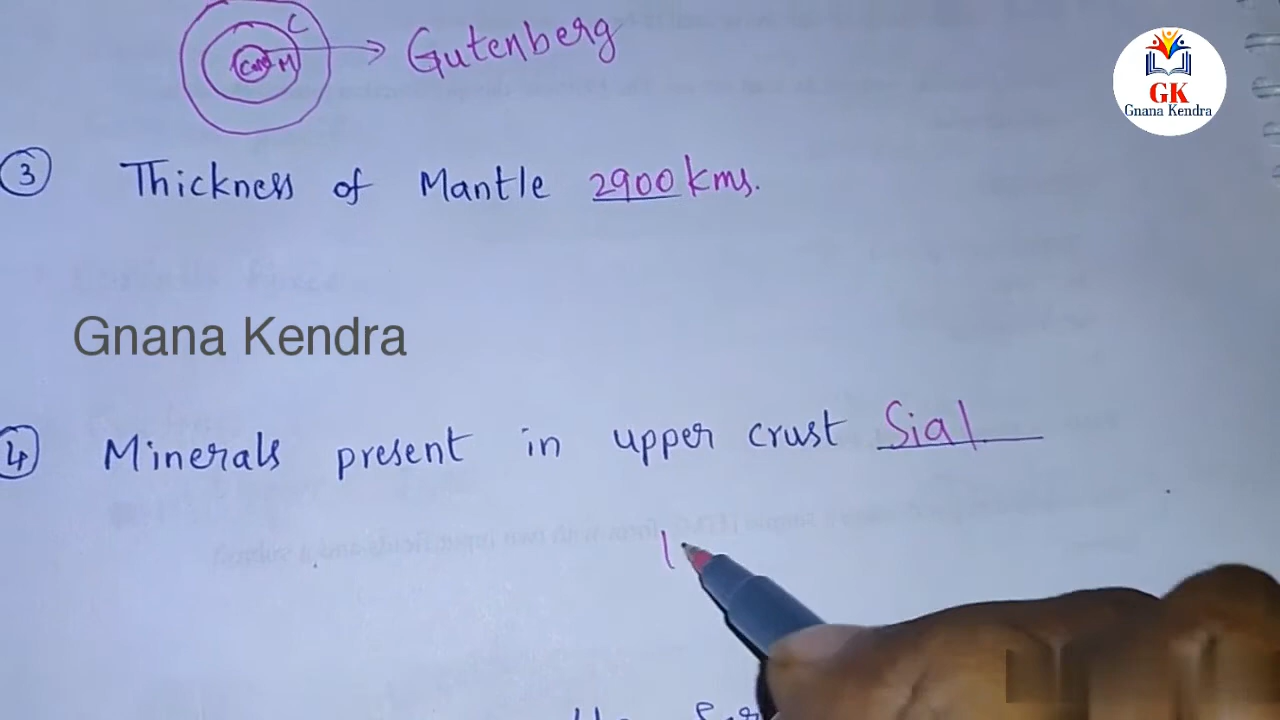 C
Core M
Gutenberg
GK
Gnana Kendra
3 Thickness of Mantle 2900 kms.
Gnana Kendra
4 Minerals present in upper crust Sial